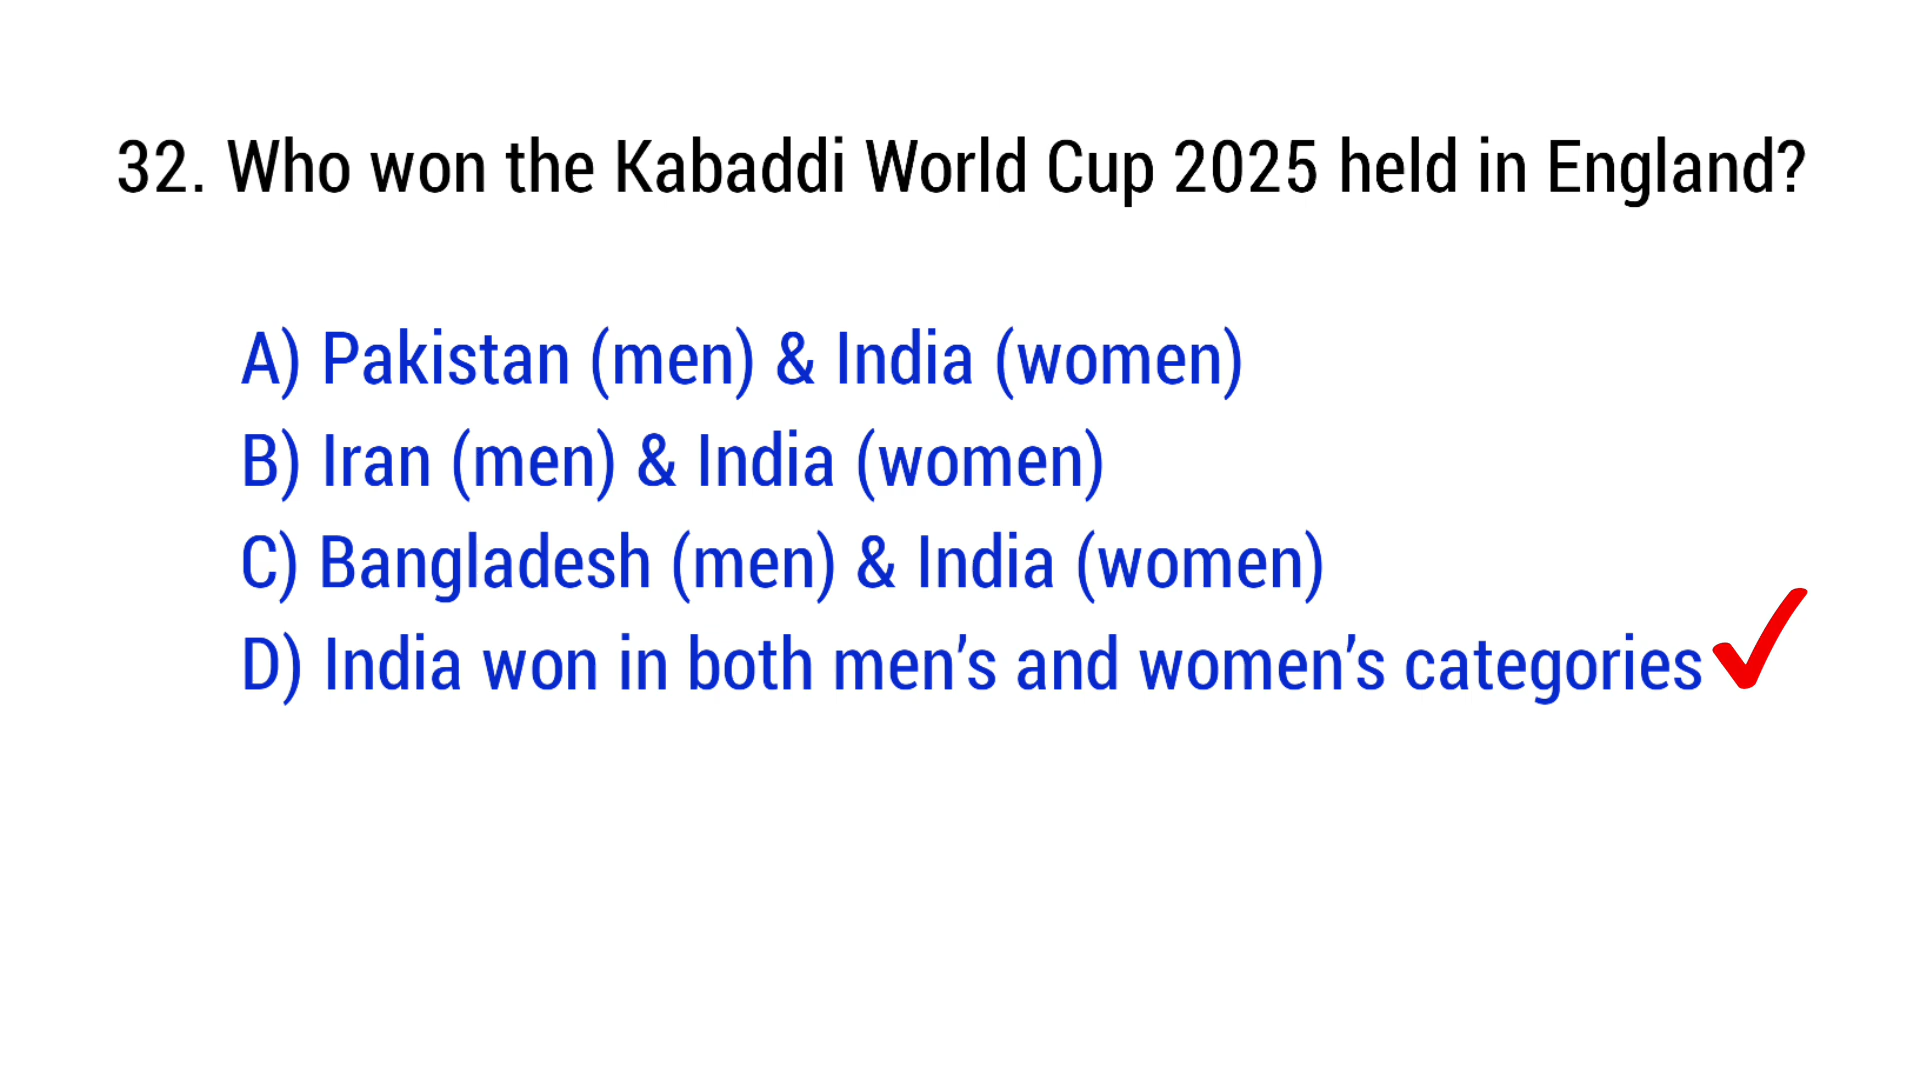 32. Who won the Kabaddi World Cup 2025 held in England?
A) Pakistan (men) & India (women)
B) Iran (men) & India (women)
C) Bangladesh (men) & India (women)
D) India won in both men’s and women’s categories